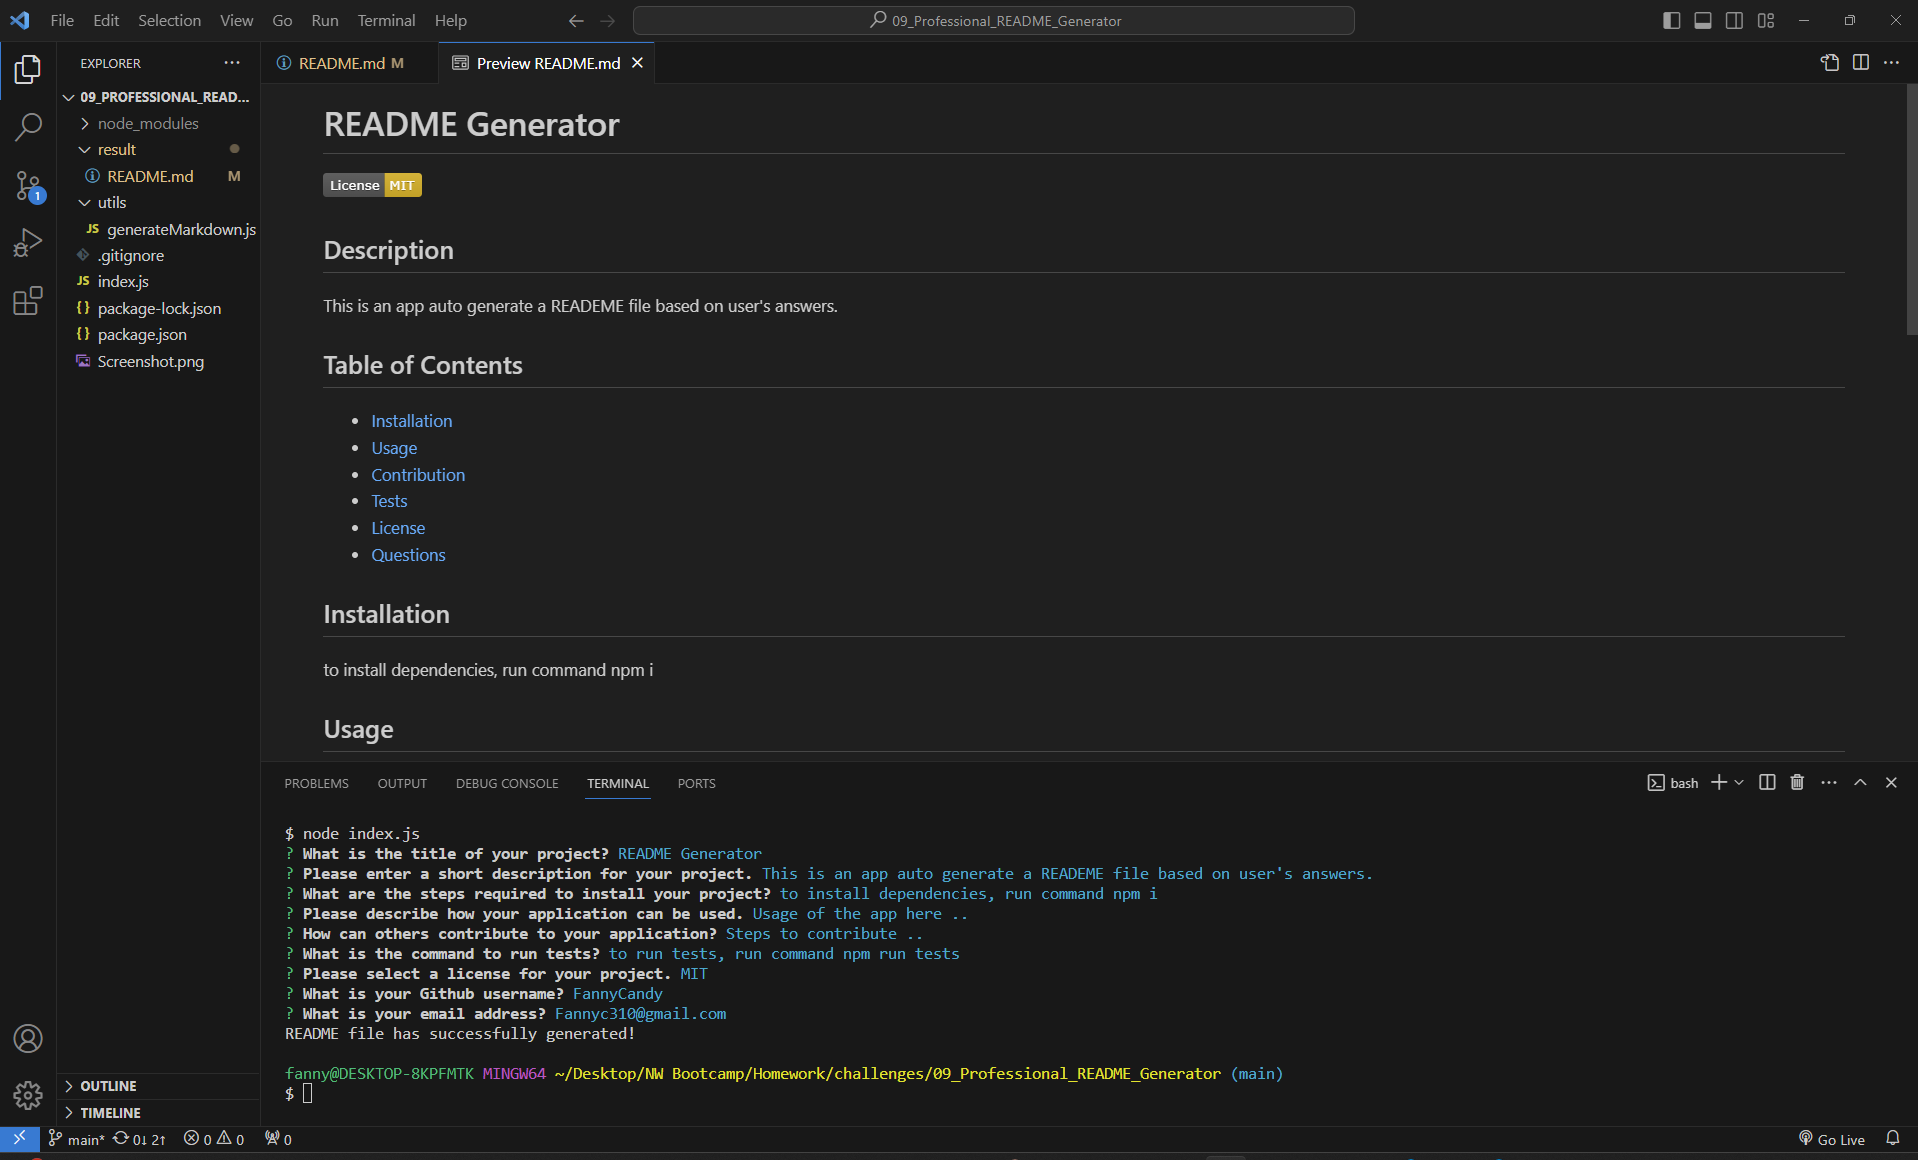 File Edit Selection View Go Run Terminal Help
09_Professional_README_Generator
EXPLORER
README.md M
Preview README.md
09_PROFESSIONAL_READ...
node_modules
result
README.md M
utils
JS generateMarkdown.js
.gitignore
JS index.js
{} package-lock.json
{} package.json
Screenshot.png
1
OUTLINE
TIMELINE
README Generator
License MIT
Description
This is an app auto generate a READEME file based on user's answers.
Table of Contents
• Installation
• Usage
• Contribution
• Tests
• License
• Questions
Installation
to install dependencies, run command npm i
Usage
PROBLEMS OUTPUT DEBUG CONSOLE TERMINAL PORTS
bash
$ node index.js
? What is the title of your project? README Generator
? Please enter a short description for your project. This is an app auto generate a READEME file based on user's answers.
? What are the steps required to install your project? to install dependencies, run command npm i
? Please describe how your application can be used. Usage of the app here ..
? How can others contribute to your application? Steps to contribute ..
? What is the command to run tests? to run tests, run command npm run tests
? Please select a license for your project. MIT
? What is your Github username? FannyCandy
? What is your email address? Fannyc310@gmail.com
README file has successfully generated!
fanny@DESKTOP-8KPFMTK MINGW64 ~/Desktop/NW Bootcamp/Homework/challenges/09_Professional_README_Generator (main)
$
main* 0↓ 2↑ 0 0 0
Go Live